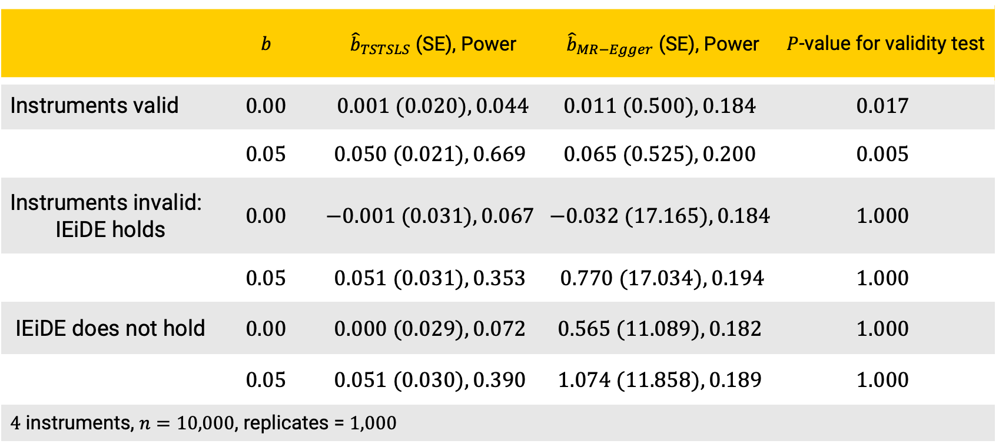 b b̂_TSTSLS (SE), Power b̂_MR−Egger (SE), Power P-value for validity test
Instruments valid 0.00 0.001 (0.020), 0.044 0.011 (0.500), 0.184 0.017
0.05 0.050 (0.021), 0.669 0.065 (0.525), 0.200 0.005
Instruments invalid:
IEiDE holds 0.00 −0.001 (0.031), 0.067 −0.032 (17.165), 0.184 1.000
0.05 0.051 (0.031), 0.353 0.770 (17.034), 0.194 1.000
IEiDE does not hold 0.00 0.000 (0.029), 0.072 0.565 (11.089), 0.182 1.000
0.05 0.051 (0.030), 0.390 1.074 (11.858), 0.189 1.000
4 instruments, n = 10,000, replicates = 1,000